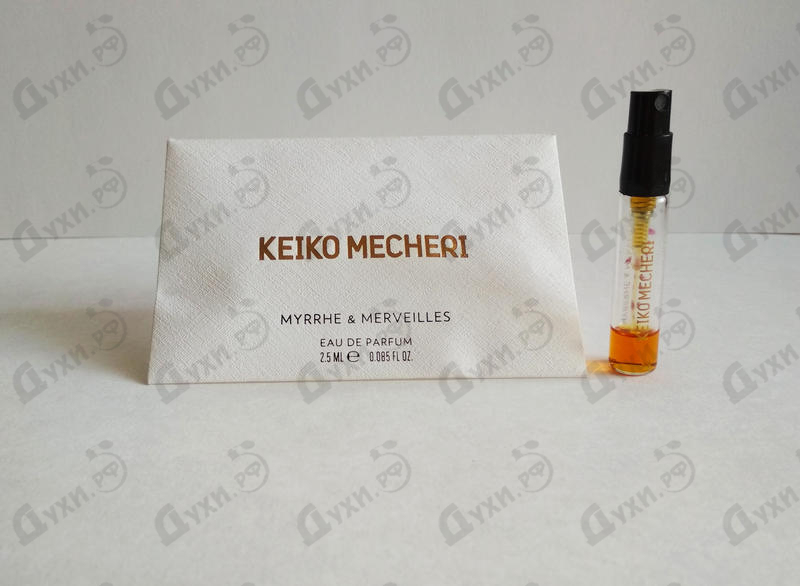 KEIKO MECHERI
MYRRHE & MERVEILLES
EAU DE PARFUM
2.5 ML ℮ 0.085 FL OZ.
KEIKO MECHERI
Духи.РФ